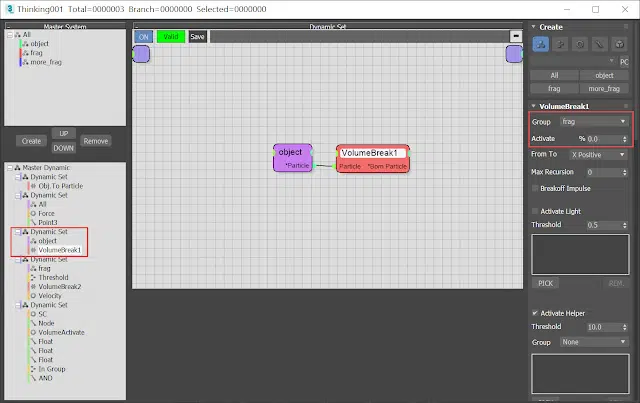 Thinking001 Total=0000003 Branch=0000000 Selected=0000000
Master System
All
object
frag
more_frag
Create
UP
DOWN
Remove
Master Dynamic
Dynamic Set
Obj.To Particle
Dynamic Set
All
Force
Point3
Dynamic Set
object
VolumeBreak1
Dynamic Set
frag
Threshold
VolumeBreak2
Velocity
Dynamic Set
SC
Node
VolumeActivate
Float
Float
Float
In Group
AND
Dynamic Set
ON
Valid
Save
object
*Particle
VolumeBreak1
Particle *Born Particle
Create
PC
All object
frag more_frag
VolumeBreak1
Group frag
Activate % 0.0
From To X Positive
Max Recursion 0
Breakoff Impulse
Activate Light
Threshold 0.5
PICK REM.
Activate Helper
Threshold 10.0
Group None